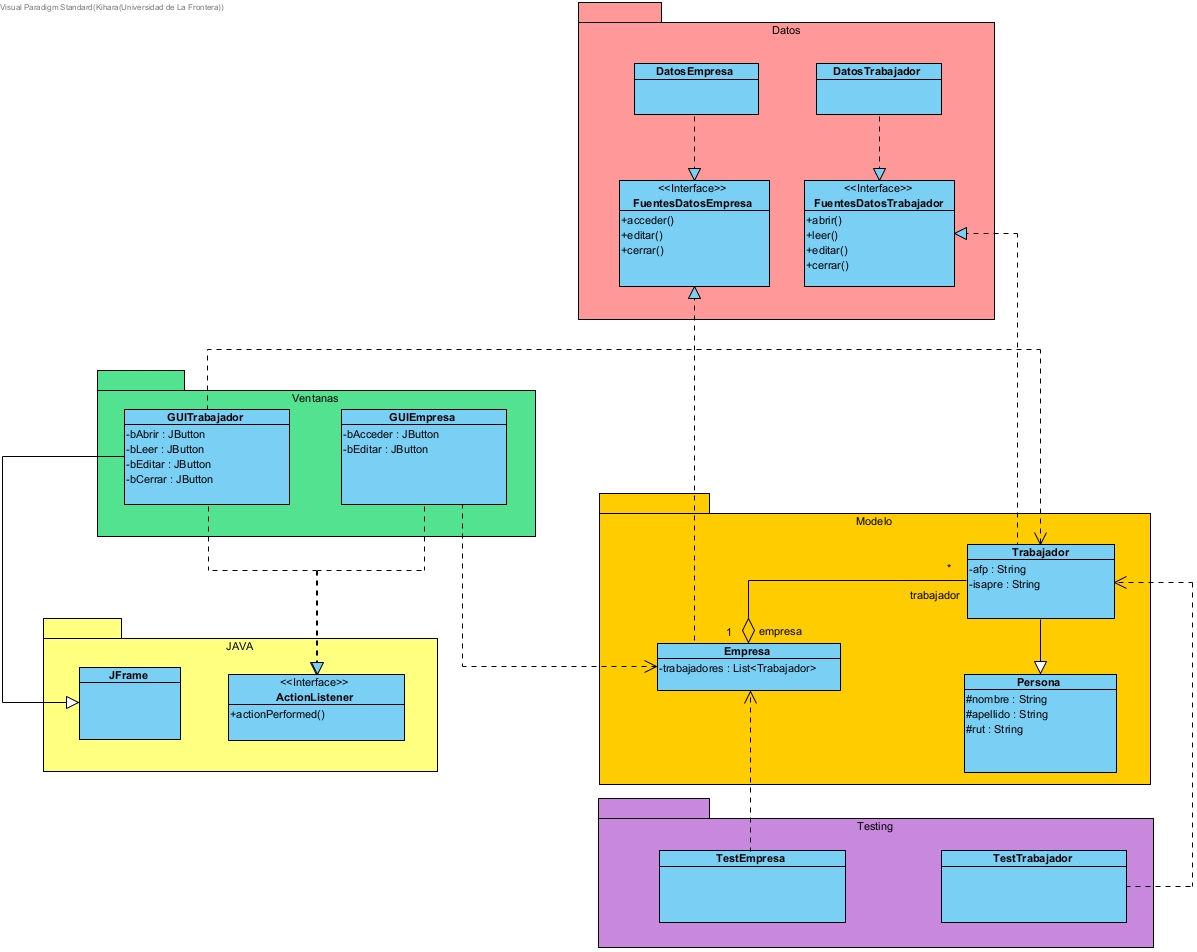 Visual Paradigm Standard(Kihara(Universidad de La Frontera))
Datos
DatosEmpresa
DatosTrabajador
<<Interface>>
FuentesDatosEmpresa
+acceder()
+editar()
+cerrar()
<<Interface>>
FuentesDatosTrabajador
+abrir()
+leer()
+editar()
+cerrar()
Ventanas
GUITrabajador
-bAbrir : JButton
-bLeer : JButton
-bEditar : JButton
-bCerrar : JButton
GUIEmpresa
-bAcceder : JButton
-bEditar : JButton
Modelo
Trabajador
-afp : String
-isapre : String
*
trabajador
1
empresa
Empresa
-trabajadores : List<Trabajador>
Persona
#nombre : String
#apellido : String
#rut : String
JAVA
JFrame
<<Interface>>
ActionListener
+actionPerformed()
Testing
TestEmpresa
TestTrabajador